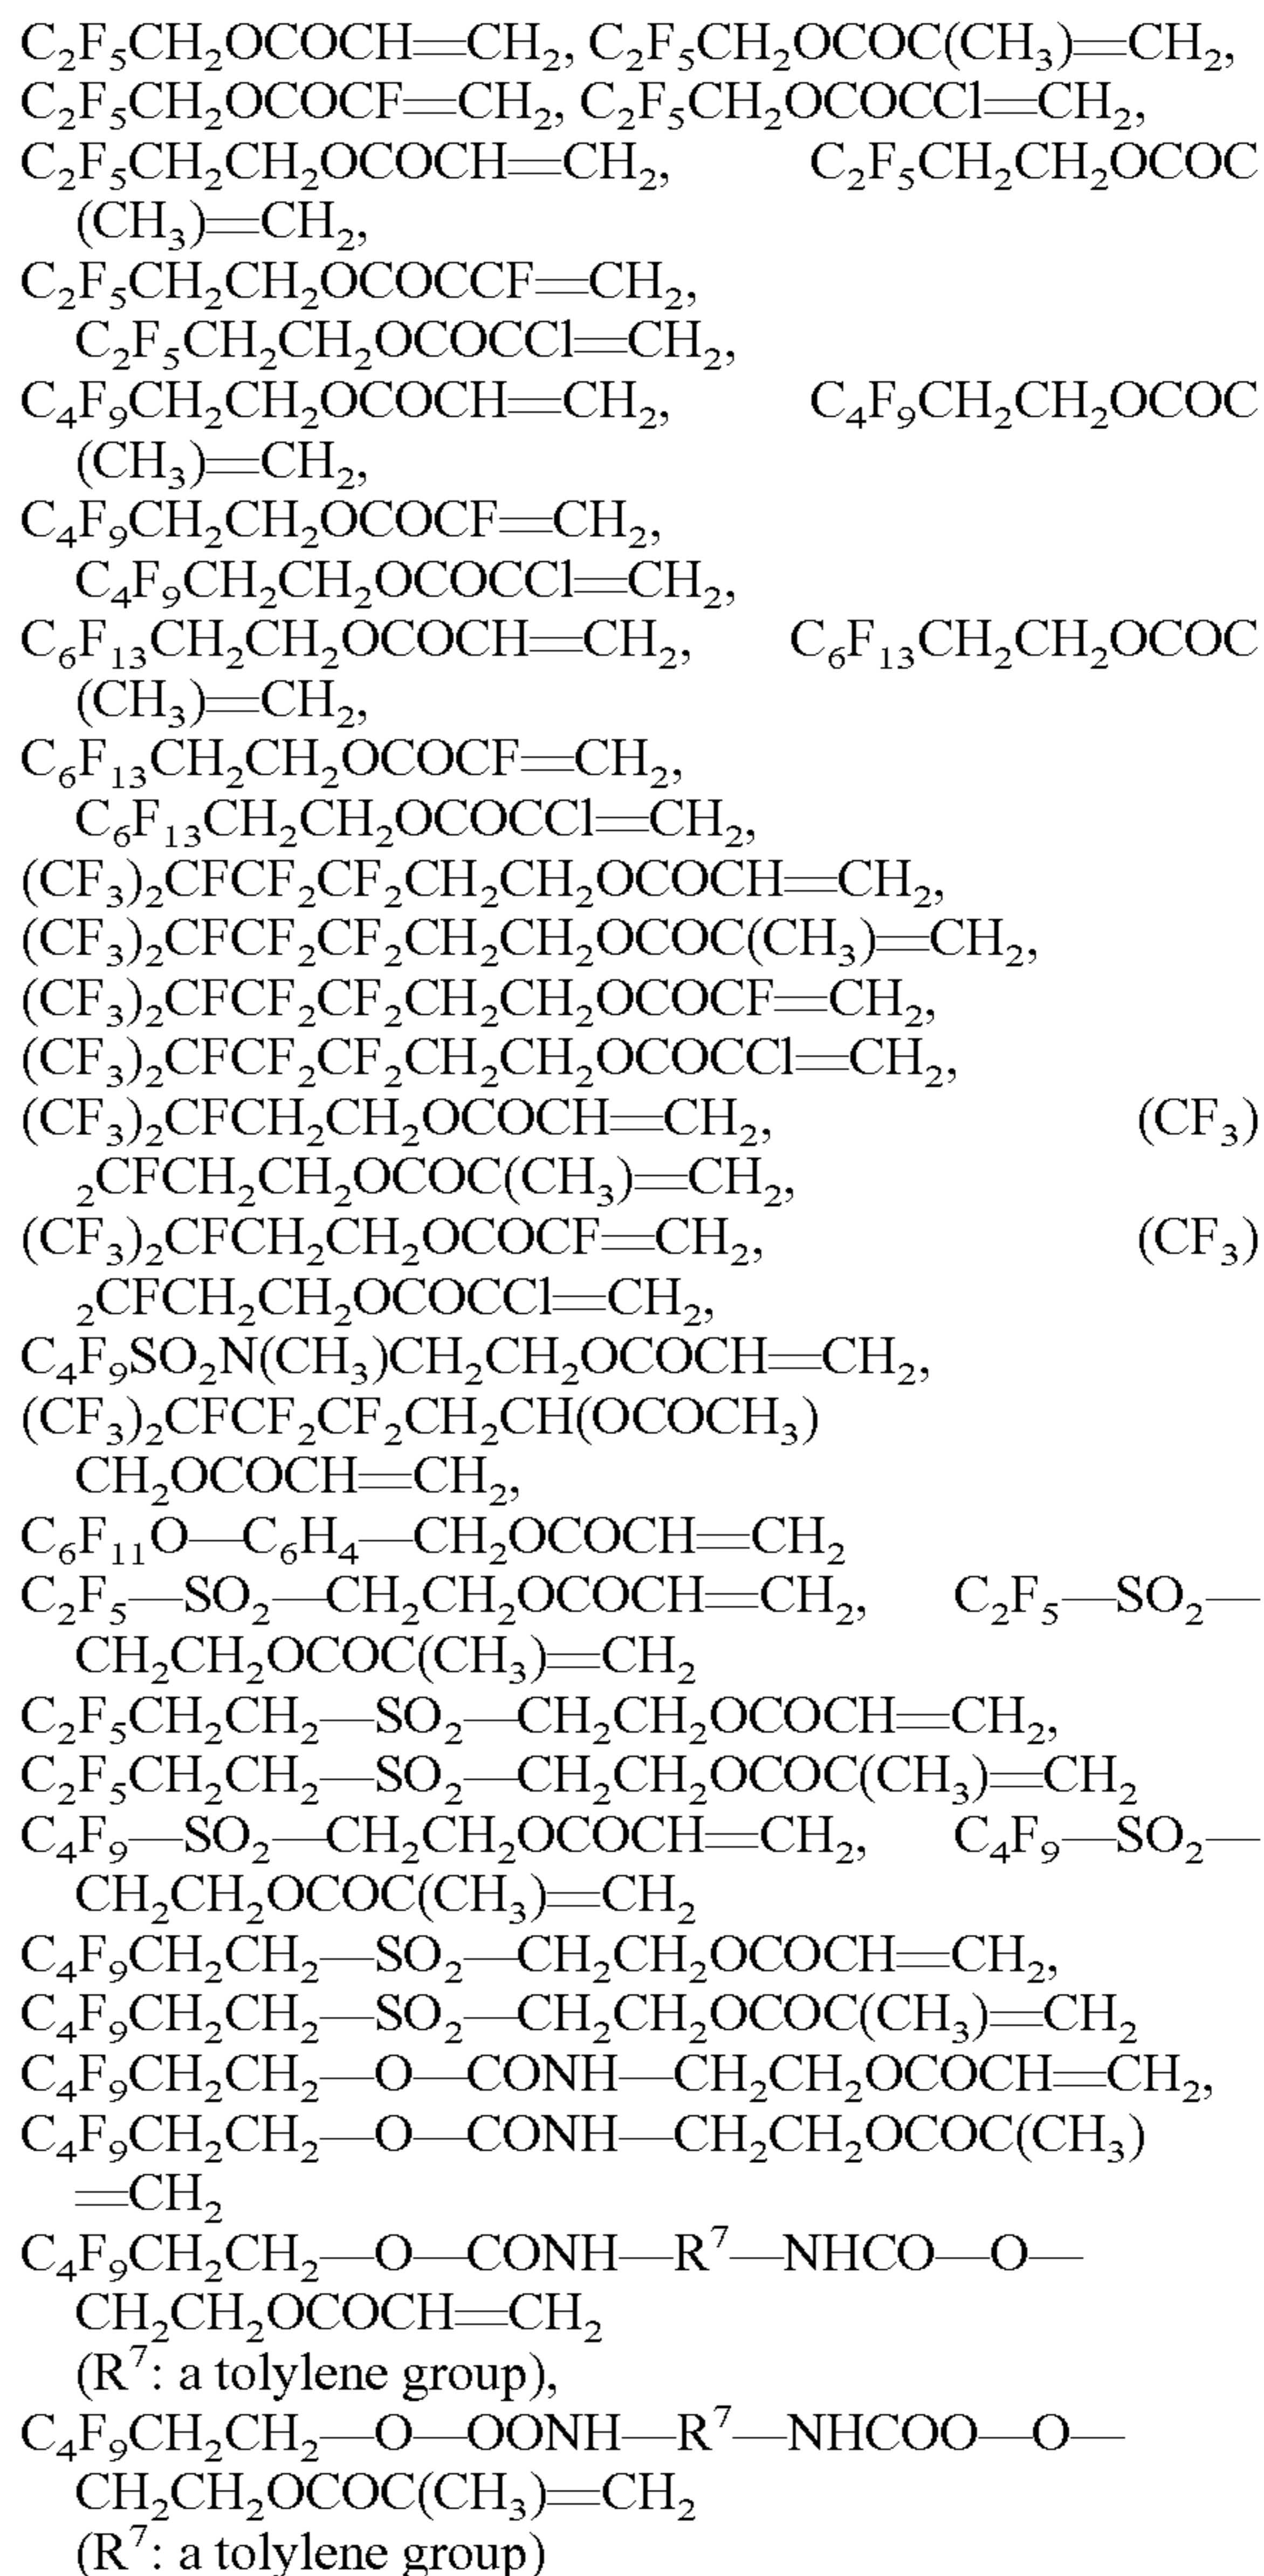 C₂F₅CH₂OCOCH═CH₂, C₂F₅CH₂OCOC(CH₃)═CH₂,
C₂F₅CH₂OCOCF═CH₂, C₂F₅CH₂OCOCCl═CH₂,
C₂F₅CH₂CH₂OCOCH═CH₂, C₂F₅CH₂CH₂OCOC
(CH₃)═CH₂,
C₂F₅CH₂CH₂OCOCCF═CH₂,
C₂F₅CH₂CH₂OCOCCl═CH₂,
C₄F₉CH₂CH₂OCOCH═CH₂, C₄F₉CH₂CH₂OCOC
(CH₃)═CH₂,
C₄F₉CH₂CH₂OCOCF═CH₂,
C₄F₉CH₂CH₂OCOCCl═CH₂,
C₆F₁₃CH₂CH₂OCOCH═CH₂, C₆F₁₃CH₂CH₂OCOC
(CH₃)═CH₂,
C₆F₁₃CH₂CH₂OCOCF═CH₂,
C₆F₁₃CH₂CH₂OCOCCl═CH₂,
(CF₃)₂CFCF₂CF₂CH₂CH₂OCOCH═CH₂,
(CF₃)₂CFCF₂CF₂CH₂CH₂OCOC(CH₃)═CH₂,
(CF₃)₂CFCF₂CF₂CH₂CH₂OCOCF═CH₂,
(CF₃)₂CFCF₂CF₂CH₂CH₂OCOCCl═CH₂,
(CF₃)₂CFCH₂CH₂OCOCH═CH₂, (CF₃)
₂CFCH₂CH₂OCOC(CH₃)═CH₂,
(CF₃)₂CFCH₂CH₂OCOCF═CH₂, (CF₃)
₂CFCH₂CH₂OCOCCl═CH₂,
C₄F₉SO₂N(CH₃)CH₂CH₂OCOCH═CH₂,
(CF₃)₂CFCF₂CF₂CH₂CH(OCOCH₃)
CH₂OCOCH═CH₂,
C₆F₁₁O—C₆H₄—CH₂OCOCH═CH₂
C₂F₅—SO₂—CH₂CH₂OCOCH═CH₂, C₂F₅—SO₂—
CH₂CH₂OCOC(CH₃)═CH₂
C₂F₅CH₂CH₂—SO₂—CH₂CH₂OCOCH═CH₂,
C₂F₅CH₂CH₂—SO₂—CH₂CH₂OCOC(CH₃)═CH₂
C₄F₉—SO₂—CH₂CH₂OCOCH═CH₂, C₄F₉—SO₂—
CH₂CH₂OCOC(CH₃)═CH₂
C₄F₉CH₂CH₂—SO₂—CH₂CH₂OCOCH═CH₂,
C₄F₉CH₂CH₂—SO₂—CH₂CH₂OCOC(CH₃)═CH₂
C₄F₉CH₂CH₂—O—CONH—CH₂CH₂OCOCH═CH₂,
C₄F₉CH₂CH₂—O—CONH—CH₂CH₂OCOC(CH₃)
═CH₂
C₄F₉CH₂CH₂—O—CONH—R⁷—NHCO—O—
CH₂CH₂OCOCH═CH₂
(R⁷: a tolylene group),
C₄F₉CH₂CH₂—O—OONH—R⁷—NHCOO—O—
CH₂CH₂OCOC(CH₃)═CH₂
(R⁷: a tolylene group)